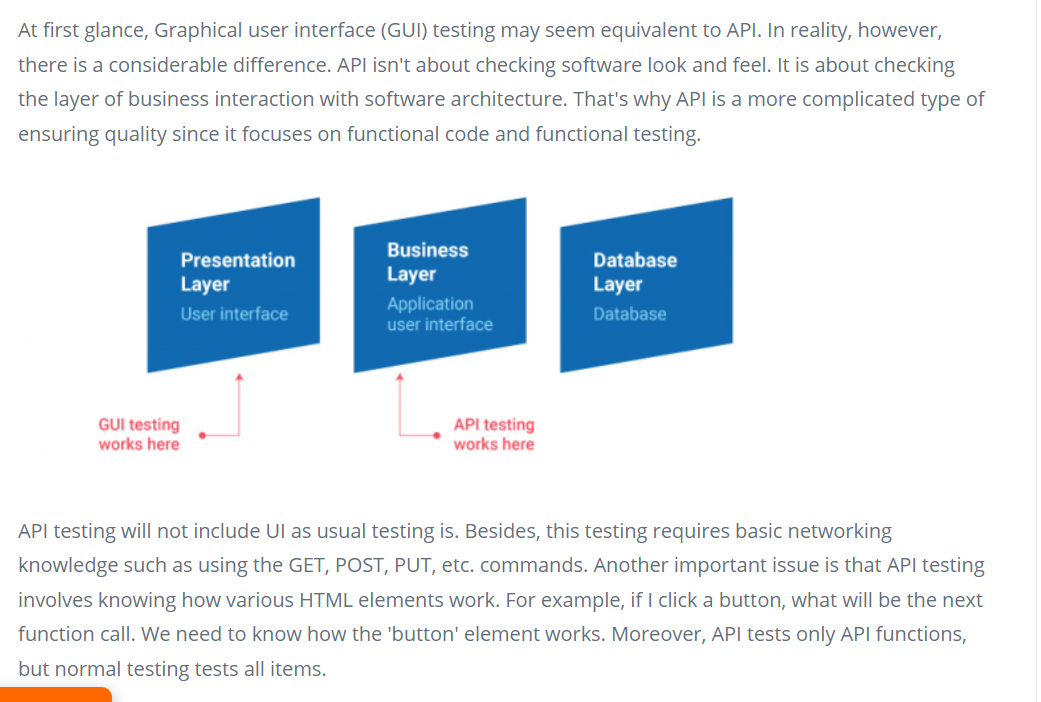 At first glance, Graphical user interface (GUI) testing may seem equivalent to API. In reality, however,
there is a considerable difference. API isn't about checking software look and feel. It is about checking
the layer of business interaction with software architecture. That's why API is a more complicated type of
ensuring quality since it focuses on functional code and functional testing.
Presentation
Layer
User interface
Business
Layer
Application
user interface
Database
Layer
Database
GUI testing
works here
API testing
works here
API testing will not include UI as usual testing is. Besides, this testing requires basic networking
knowledge such as using the GET, POST, PUT, etc. commands. Another important issue is that API testing
involves knowing how various HTML elements work. For example, if I click a button, what will be the next
function call. We need to know how the 'button' element works. Moreover, API tests only API functions,
but normal testing tests all items.